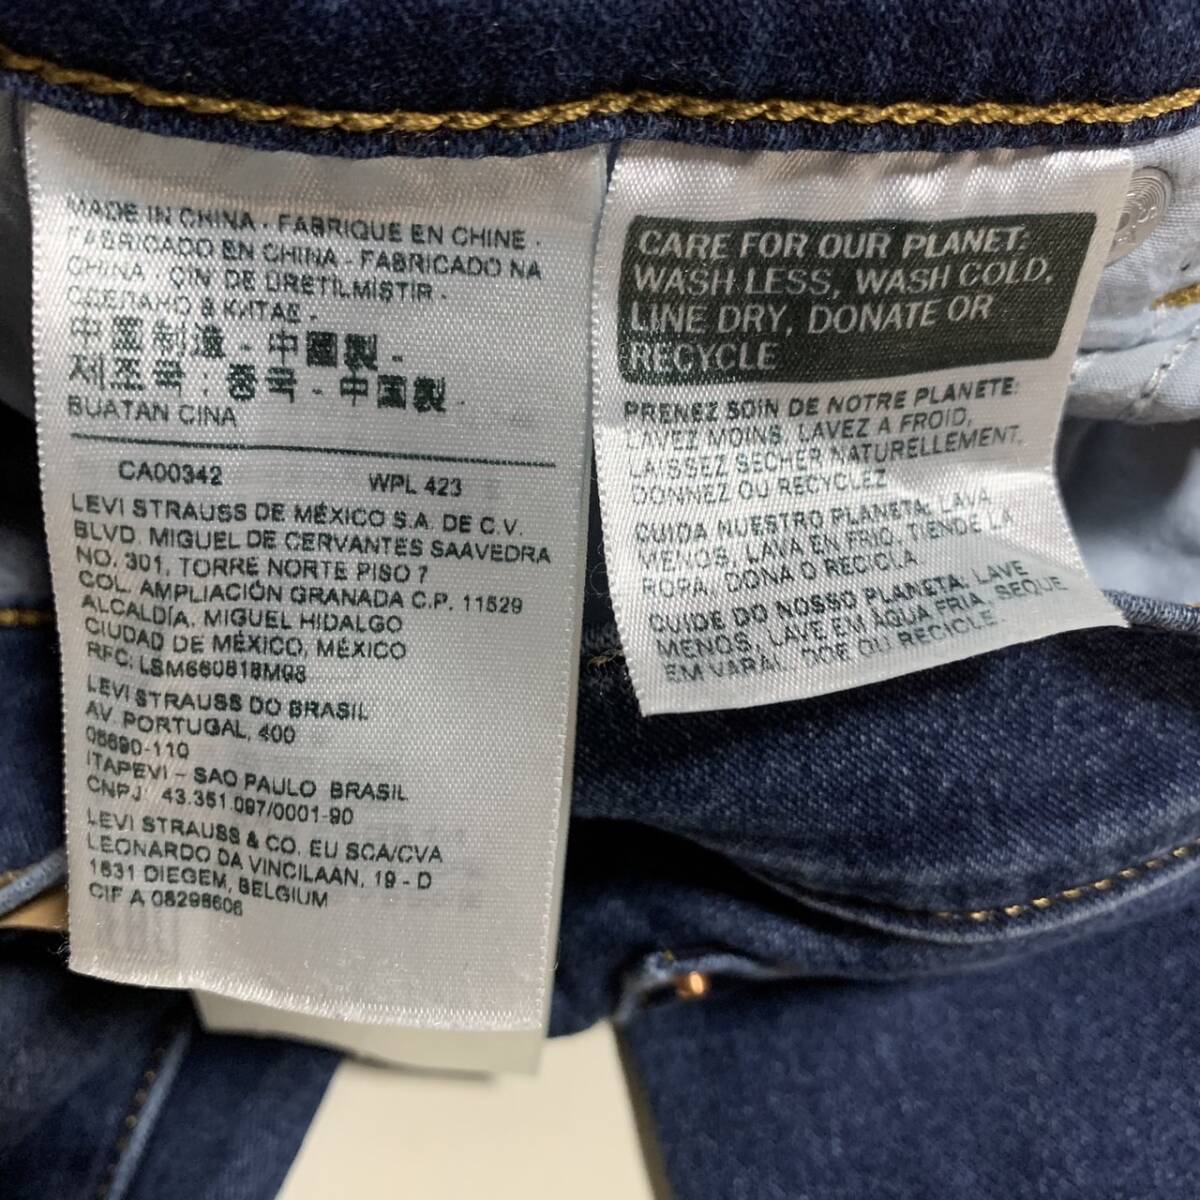 MADE IN CHINA - FABRIQUE EN CHINE -
FABRICADO EN CHINA - FABRICADO NA
CHINA - ÇİN DE ÜRETİLMİSTİR -
СДЕЛАНО В КИТАЕ -
中国制造 - 中國製 -
제조국 : 중국 - 中國製 -
BUATAN CINA
CA00342 WPL 423
LEVI STRAUSS DE MÉXICO S.A. DE C.V.
BLVD. MIGUEL DE CERVANTES SAAVEDRA
NO. 301, TORRE NORTE PISO 7
COL. AMPLIACIÓN GRANADA C.P. 11529
ALCALDÍA, MIGUEL HIDALGO
CIUDAD DE MÉXICO, MÉXICO
RFC: LSM660818M98
LEVI STRAUSS DO BRASIL
AV. PORTUGAL, 400
06690-110
ITAPEVI - SAO PAULO BRASIL
CNPJ 43.351.097/0001-90
LEVI STRAUSS & CO. EU SCA/CVA
LEONARDO DA VINCILAAN, 19 - D
1831 DIEGEM, BELGIUM
CIF A 08298606
CARE FOR OUR PLANET:
WASH LESS, WASH COLD,
LINE DRY, DONATE OR
RECYCLE
PRENEZ SOIN DE NOTRE PLANETE:
LAVEZ MOINS, LAVEZ A FROID,
LAISSEZ SECHER NATURELLEMENT,
DONNEZ OU RECYCLEZ
CUIDA NUESTRO PLANETA: LAVA
MENOS, LAVA EN FRIO, TIENDE LA
ROPA, DONA O RECICLA
CUIDE DO NOSSO PLANETA: LAVE
MENOS, LAVE EM AGUA FRIA, SEQUE
EM VARAL, DOE OU RECICLE.